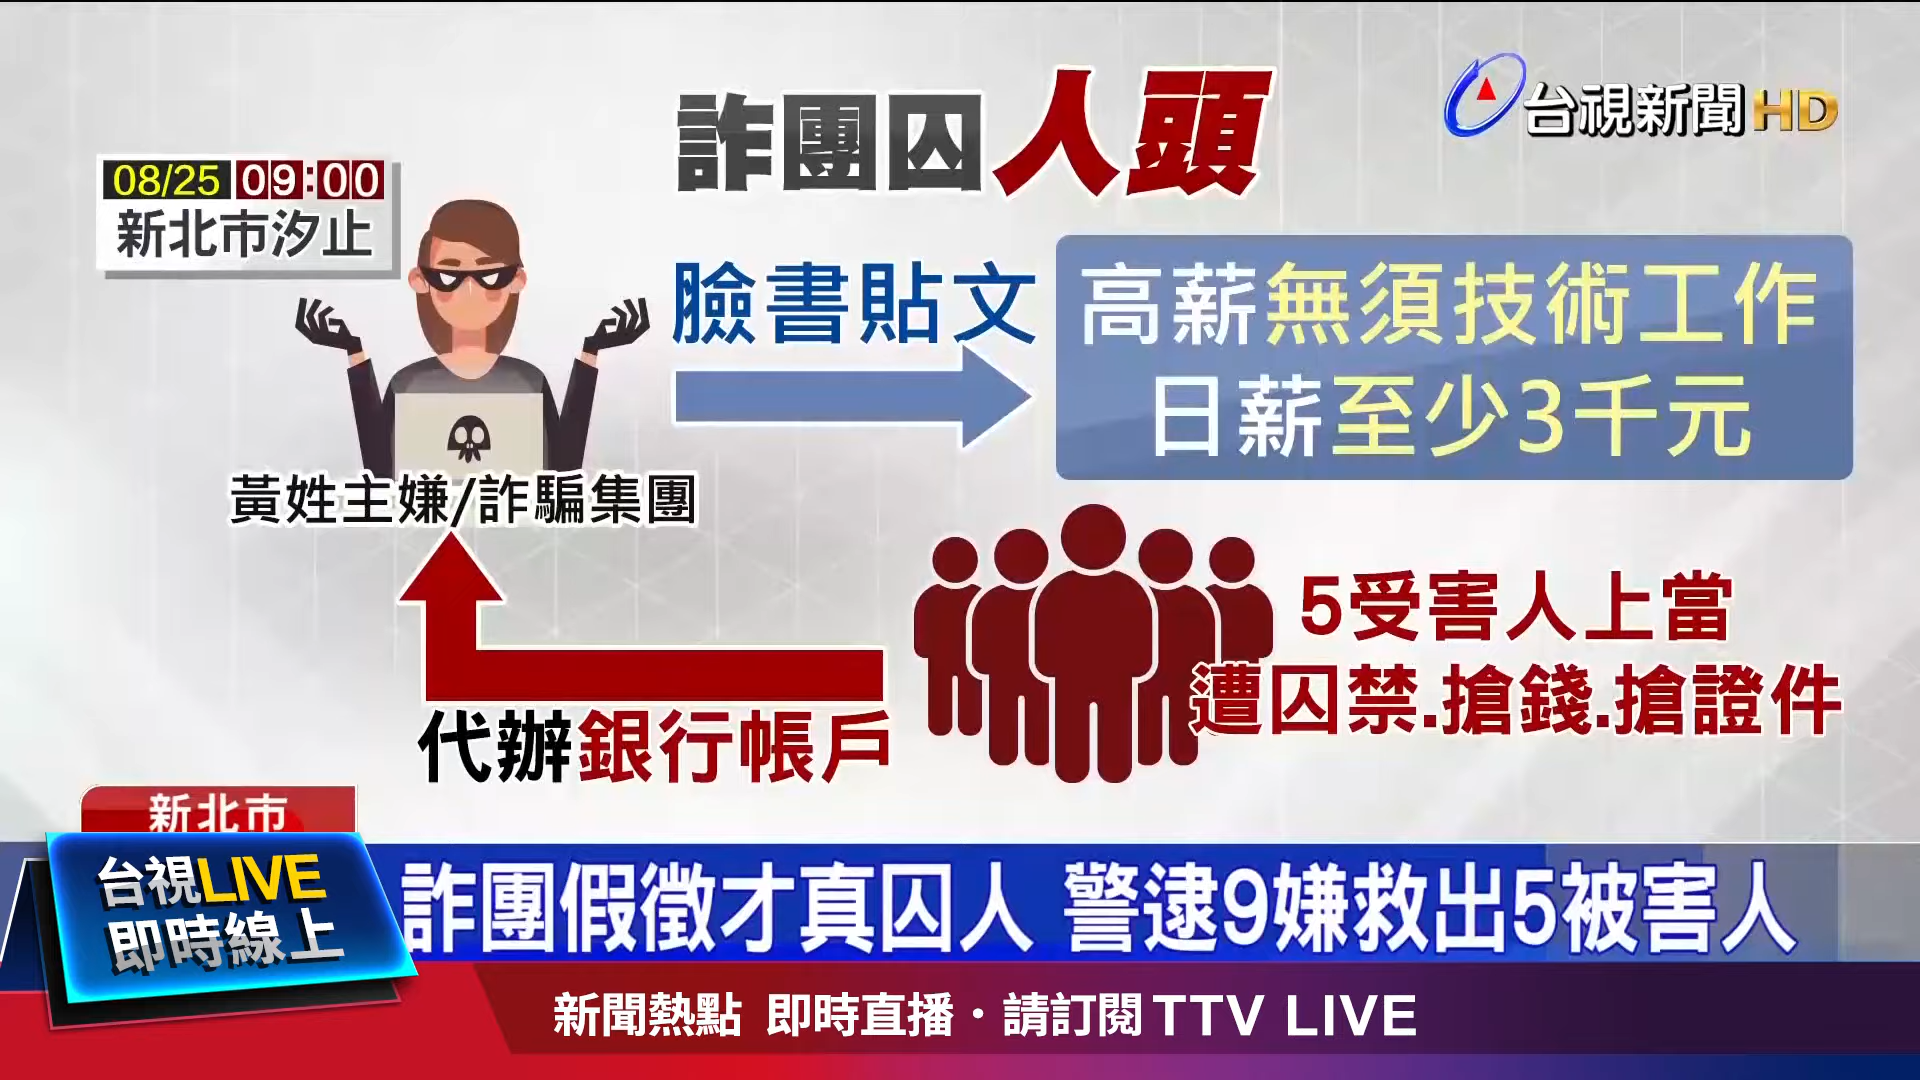 詐團囚人頭
台視新聞HD
08/25 09:00
新北市汐止
臉書貼文
高薪無須技術工作
日薪至少3千元
黃姓主嫌/詐騙集團
5受害人上當
遭囚禁.搶錢.搶證件
代辦銀行帳戶
新北市
台視LIVE
即時線上
詐團假徵才真囚人 警逮9嫌救出5被害人
新聞熱點 即時直播·請訂閱TTV LIVE